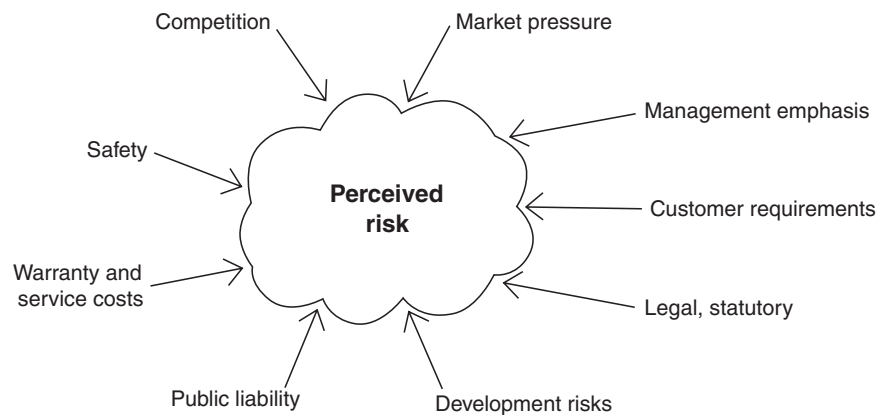 Competition
Market pressure
Management emphasis
Safety
Perceived
risk
Customer requirements
Warranty and
service costs
Legal, statutory
Public liability
Development risks